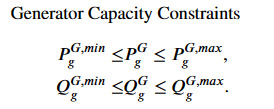 Generator Capacity Constraints
P_g^{G,min} ≤ P_g^G ≤ P_g^{G,max},
Q_g^{G,min} ≤ Q_g^G ≤ Q_g^{G,max}.